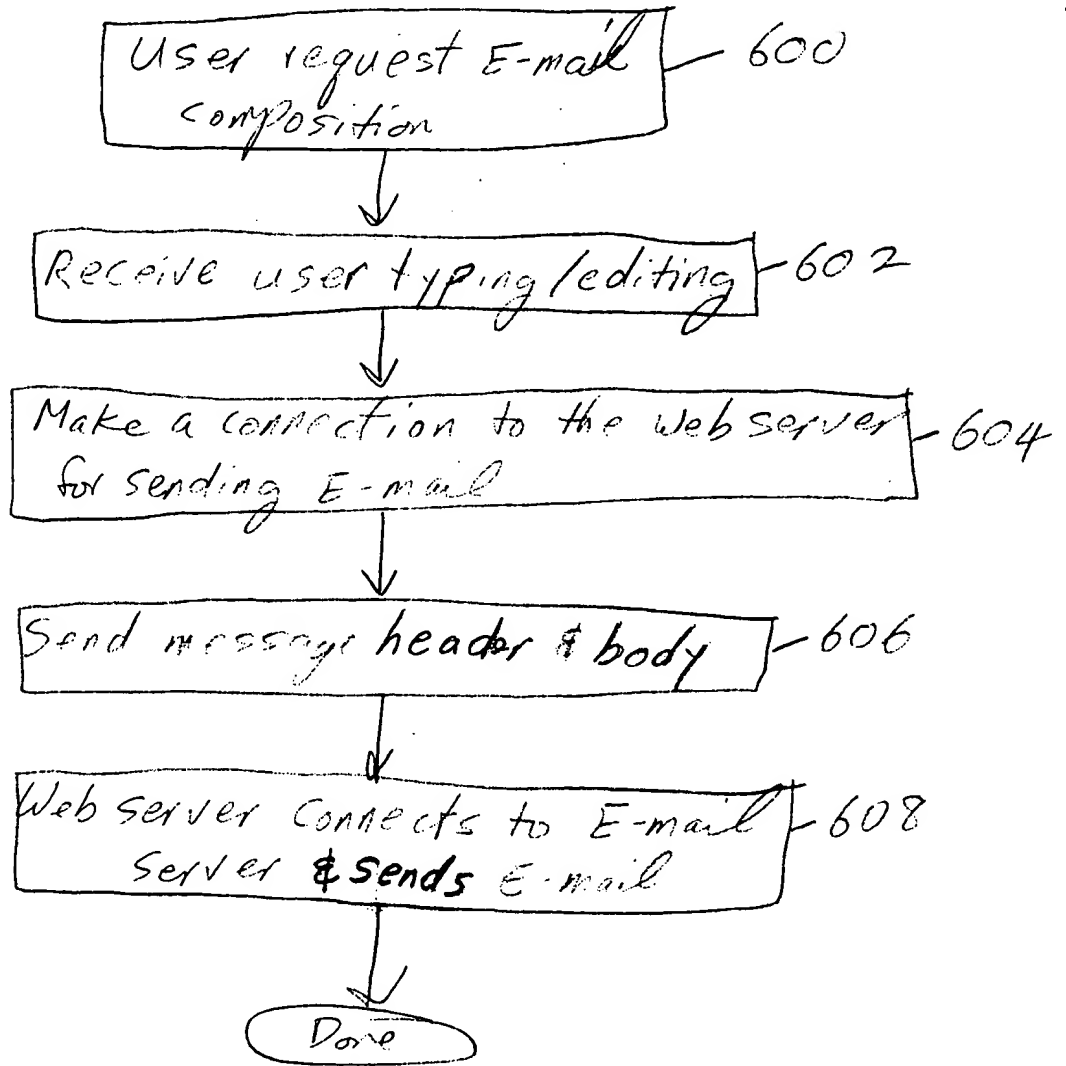 User request E-mail 600
composition
Receive user typing/editing 602
Make a connection to the web server 604
for sending E-mail
Send message header & body 606
Web server connects to E-mail 608
server & sends E-mail
Done